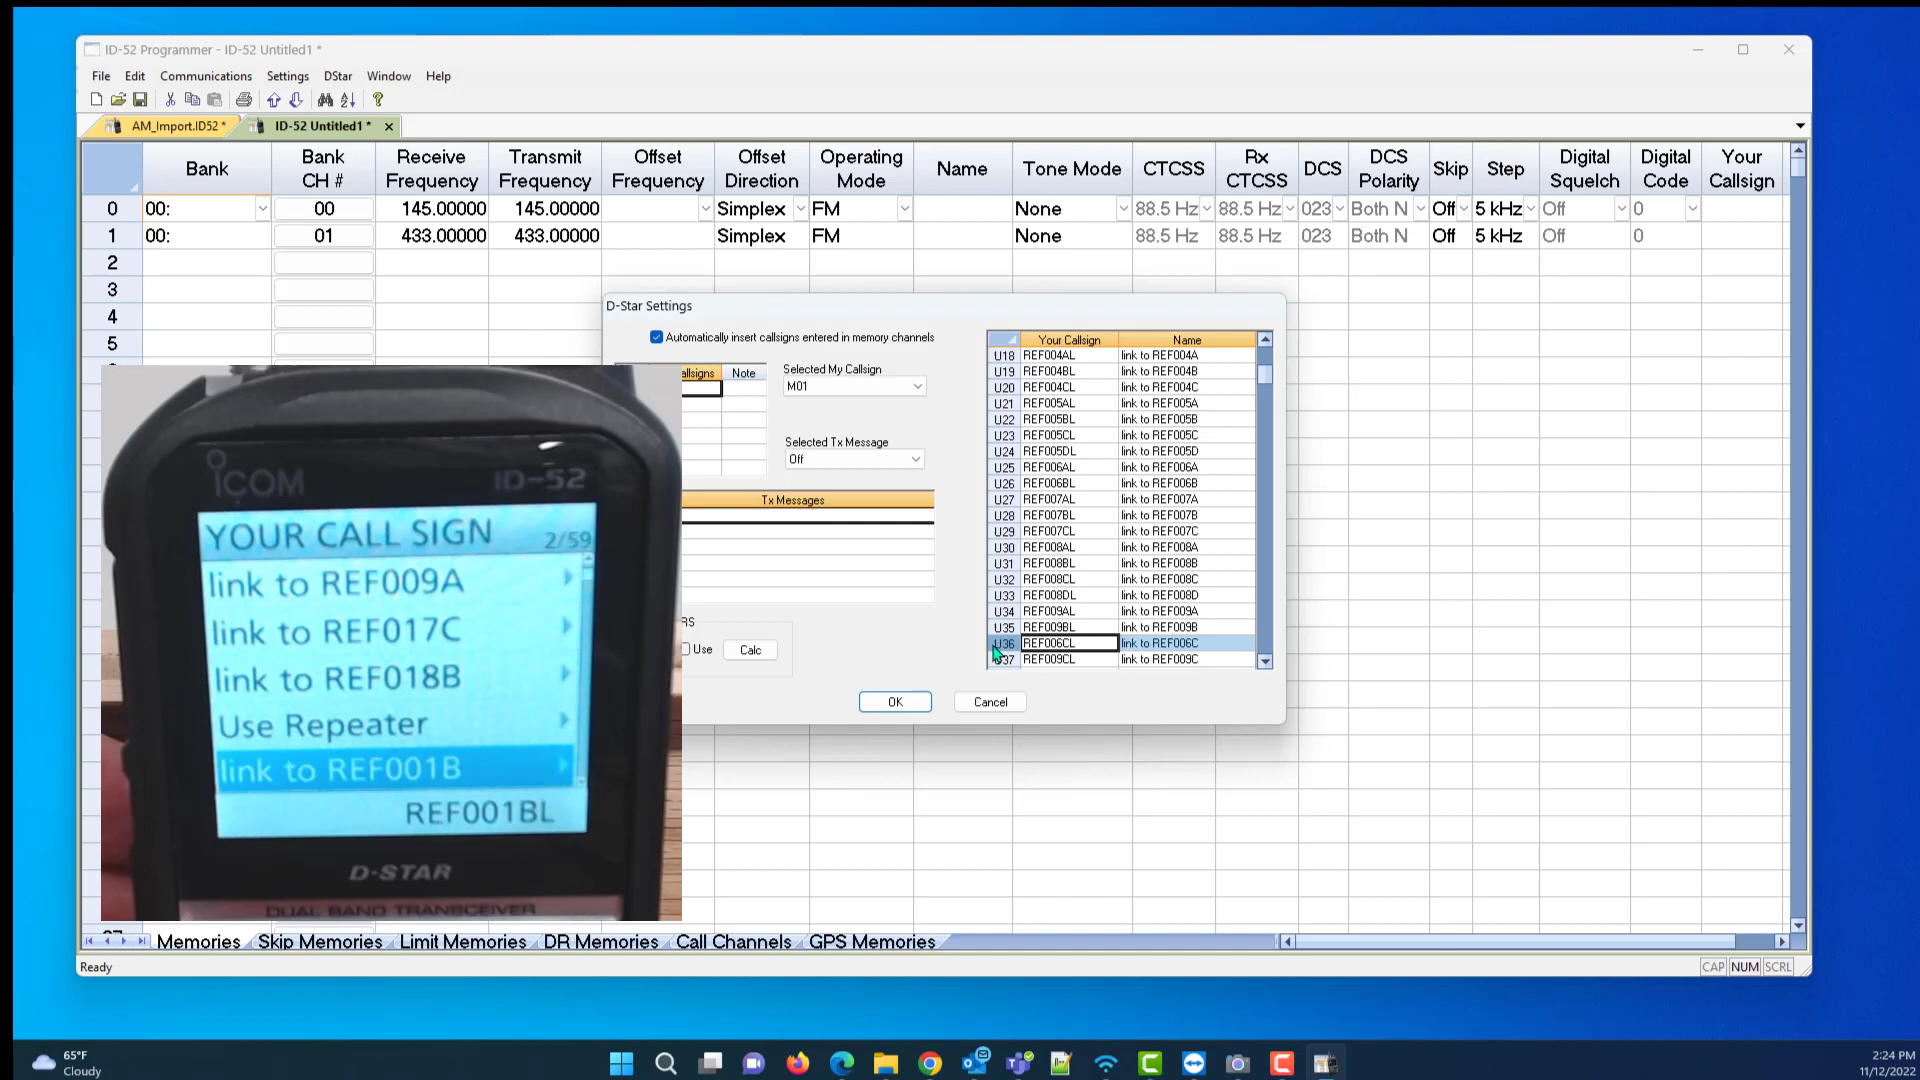 ID-52 Programmer - ID-52 Untitled1 *
File Edit Communications Settings DStar Window Help
AM_Import.ID52 * ID-52 Untitled1 *
Bank Bank CH # Receive Frequency Transmit Frequency Offset Frequency Offset Direction Operating Mode Name Tone Mode CTCSS Rx CTCSS DCS DCS Polarity Skip Step Digital Squelch Digital Code Your Callsign
0 00: 00 145.00000 145.00000 Simplex FM None 88.5 Hz 88.5 Hz 023 Both N Off 5 kHz Off 0
1 00: 01 433.00000 433.00000 Simplex FM None 88.5 Hz 88.5 Hz 023 Both N Off 5 kHz Off 0
2
3
4
5
D-Star Settings
Automatically insert callsigns entered in memory channels
Note
Selected My Callsign
M01
Selected Tx Message
Off
Tx Messages
RS
Use Calc
Your Callsign Name
U18 REF004AL link to REF004A
U19 REF004BL link to REF004B
U20 REF004CL link to REF004C
U21 REF005AL link to REF005A
U22 REF005BL link to REF005B
U23 REF005CL link to REF005C
U24 REF005DL link to REF005D
U25 REF006AL link to REF006A
U26 REF006BL link to REF006B
U27 REF007AL link to REF007A
U28 REF007BL link to REF007B
U29 REF007CL link to REF007C
U30 REF008AL link to REF008A
U31 REF008BL link to REF008B
U32 REF008CL link to REF008C
U33 REF008DL link to REF008D
U34 REF009AL link to REF009A
U35 REF009BL link to REF009B
U36 REF006CL link to REF006C
U37 REF009CL link to REF009C
OK Cancel
ICOM ID-52
YOUR CALL SIGN 2/59
link to REF009A
link to REF017C
link to REF018B
Use Repeater
link to REF001B
REF001BL
D-STAR
DUAL BAND TRANSCEIVER
Memories Skip Memories Limit Memories DR Memories Call Channels GPS Memories
Ready CAP NUM SCRL
65°F
Cloudy
2:24 PM
11/12/2022